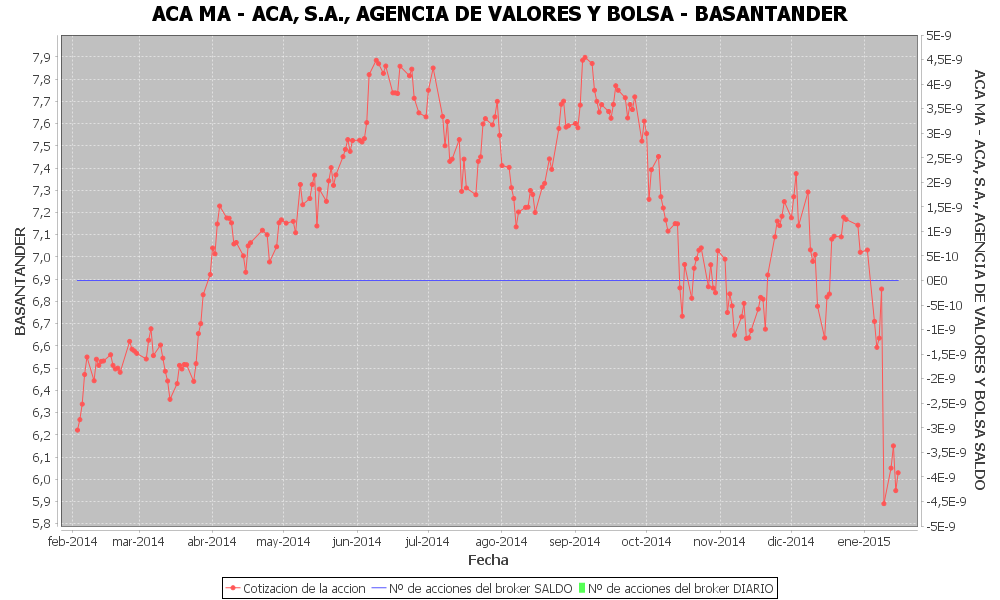 ACA MA - ACA, S.A., AGENCIA DE VALORES Y BOLSA - BASANTANDER
BASANTANDER
7,9
7,8
7,7
7,6
7,5
7,4
7,3
7,2
7,1
7,0
6,9
6,8
6,7
6,6
6,5
6,4
6,3
6,2
6,1
6,0
5,9
5,8
5E-9
4,5E-9
4E-9
3,5E-9
3E-9
2,5E-9
2E-9
1,5E-9
1E-9
5E-10
0E0
-5E-10
-1E-9
-1,5E-9
-2E-9
-2,5E-9
-3E-9
-3,5E-9
-4E-9
-4,5E-9
-5E-9
ACA MA - ACA, S.A., AGENCIA DE VALORES Y BOLSA SALDO
feb-2014 mar-2014 abr-2014 may-2014 jun-2014 jul-2014 ago-2014 sep-2014 oct-2014 nov-2014 dic-2014 ene-2015
Fecha
Cotizacion de la accion Nº de acciones del broker SALDO Nº de acciones del broker DIARIO